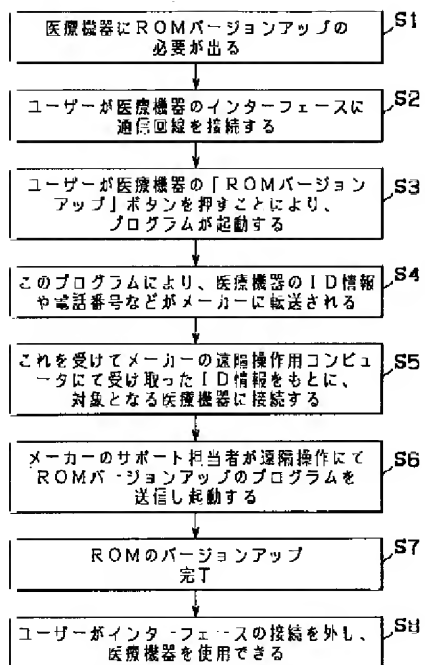 医療機器にROMバージョンアップの
必要が出る
S1
ユーザーが医療機器のインターフェースに
通信回線を接続する
S2
ユーザーが医療機器の「ROMバージョン
アップ」ボタンを押すことにより、
プログラムが起動する
S3
このプログラムにより、医療機器のID情報
や電話番号などがメーカーに転送される
S4
これを受けてメーカーの遠隔操作用コンピュ
ータにて受け取ったID情報をもとに、
対象となる医療機器に接続する
S5
メーカーのサポート担当者が遠隔操作にて
ROMバージョンアップのプログラムを
送信し起動する
S6
ROMのバージョンアップ
完了
S7
ユーザーがインターフェースの接続を外し、
医療機器を使用できる
S8